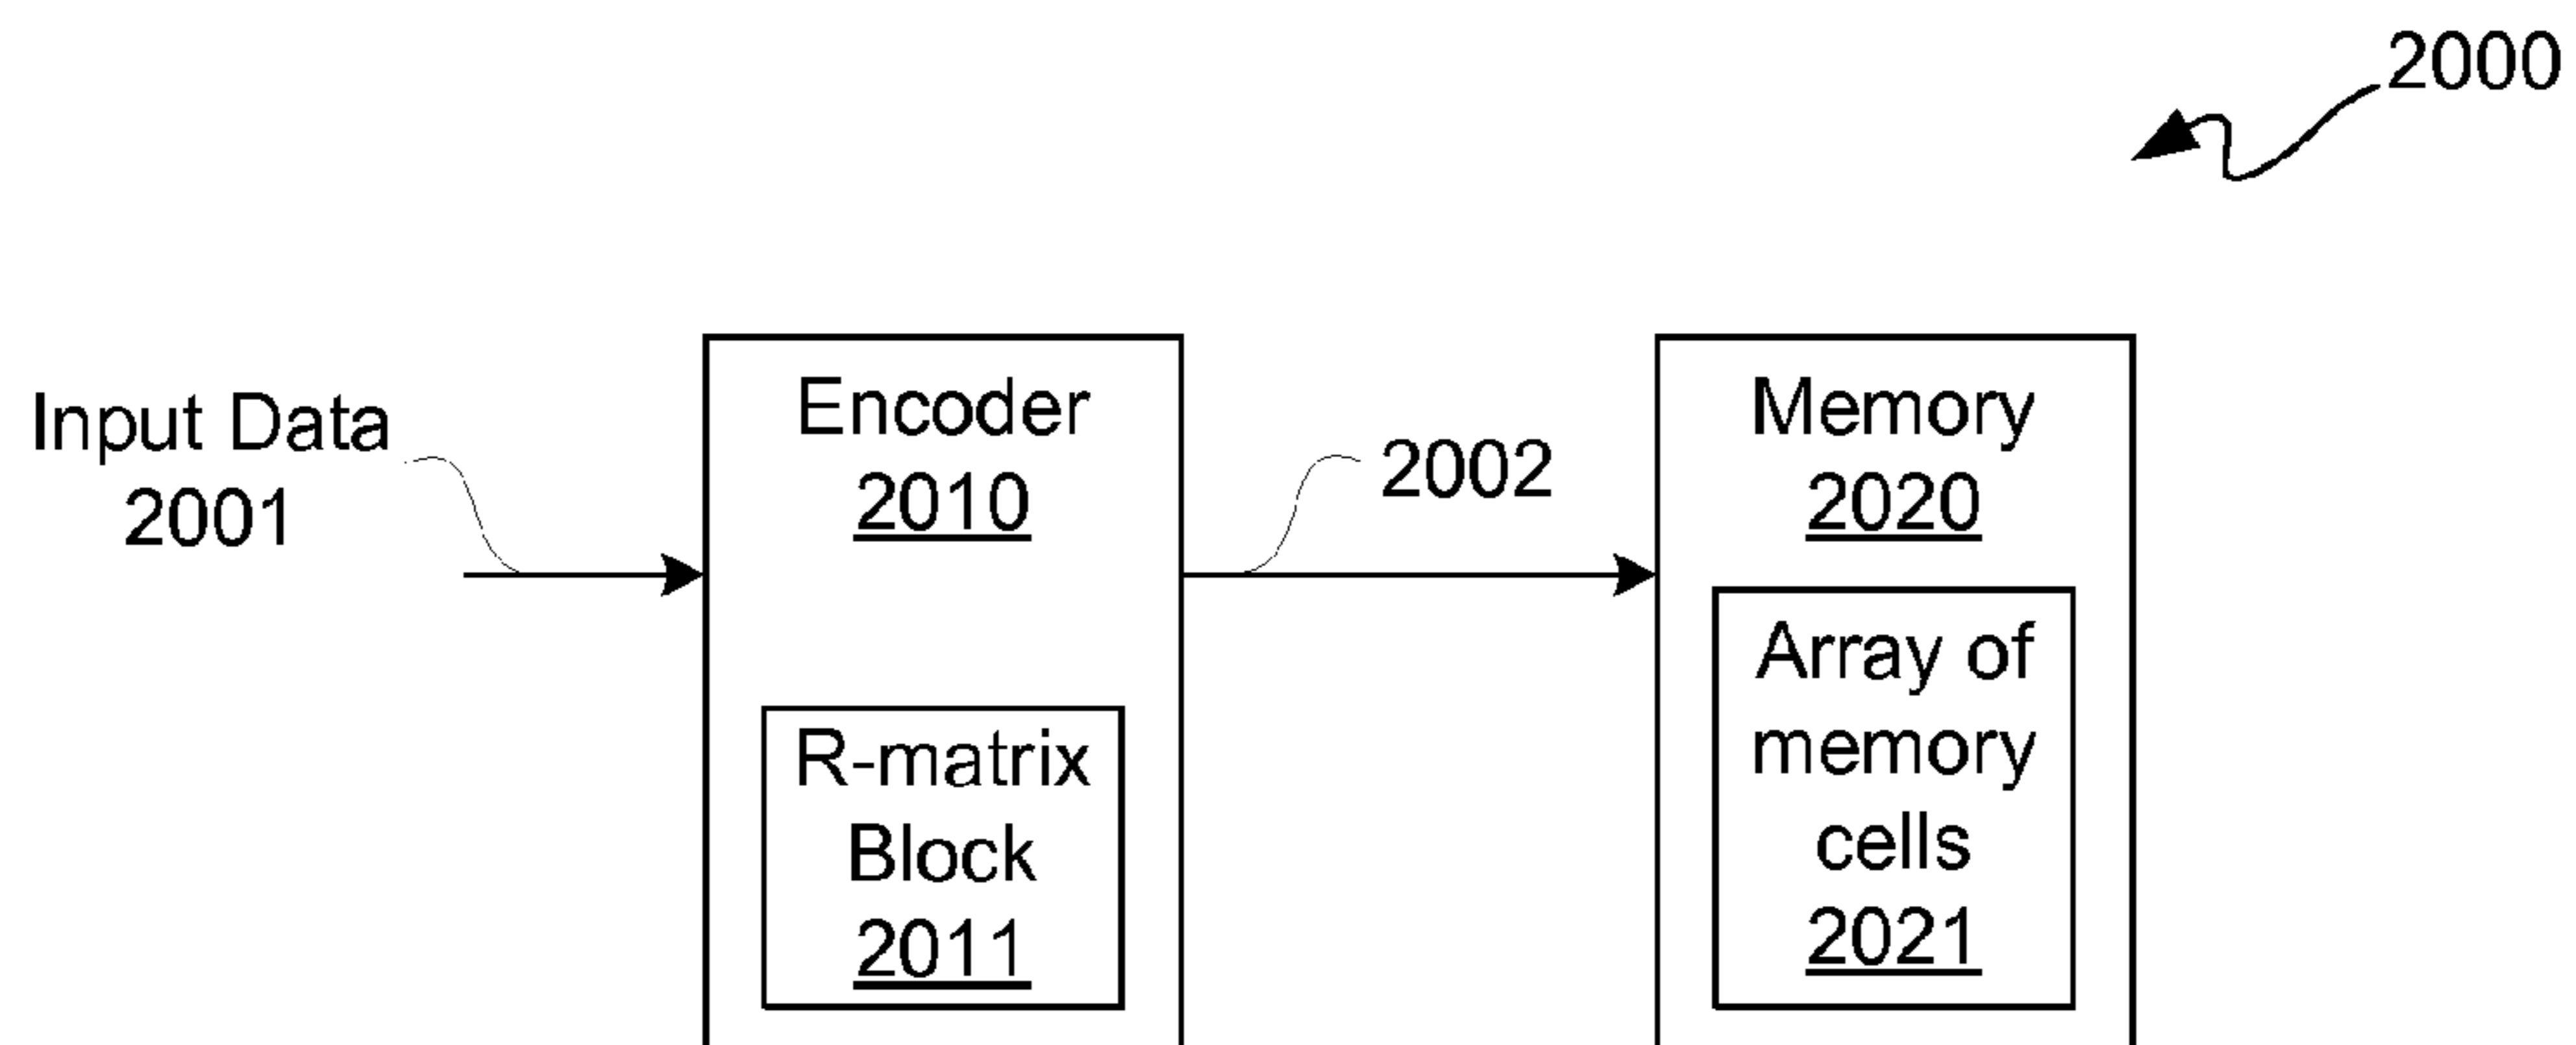 2000
Input Data
2001
Encoder
2010
R-matrix
Block
2011
2002
Memory
2020
Array of
memory
cells
2021